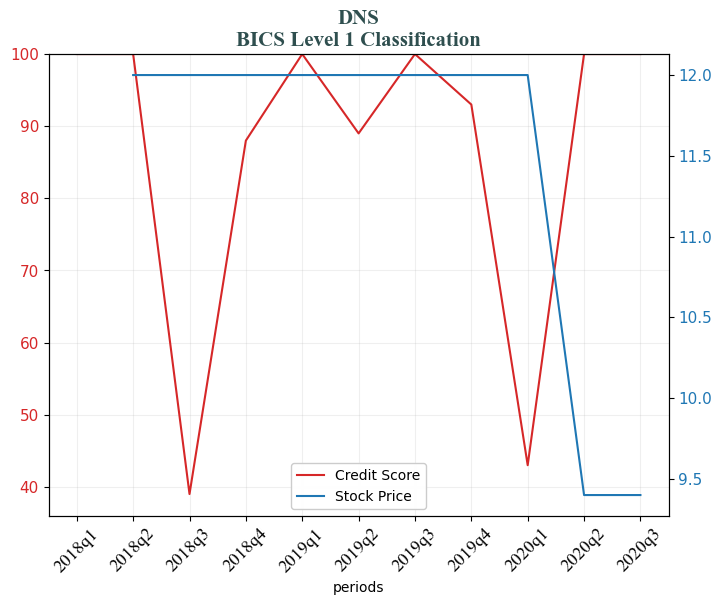 DNS
BICS Level 1 Classification
100
90
80
70
60
50
40
12.0
11.5
11.0
10.5
10.0
9.5
Credit Score
Stock Price
2018q1
2018q2
2018q3
2018q4
2019q1
2019q2
2019q3
2019q4
2020q1
2020q2
2020q3
periods